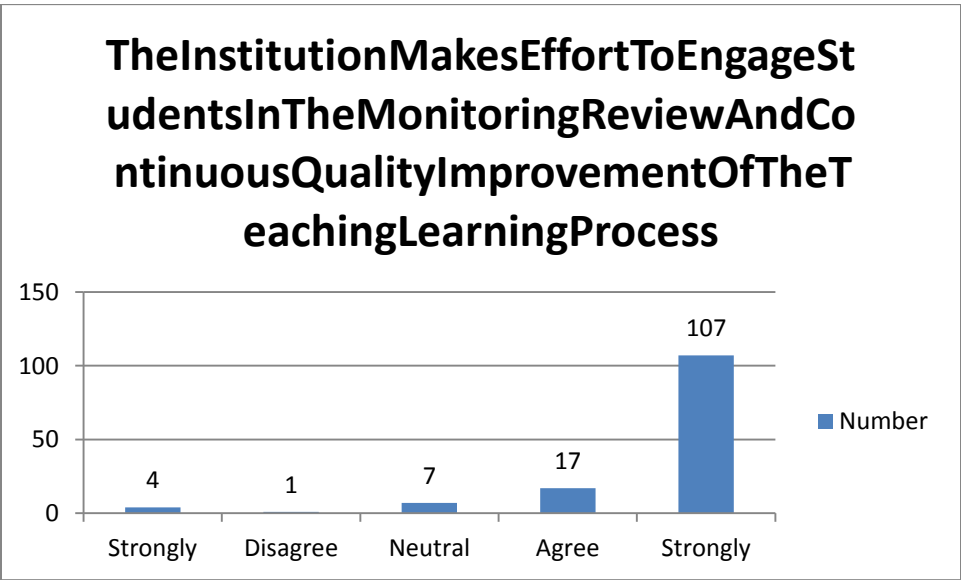 TheInstitutionMakesEffortToEngageSt
udentsInTheMonitoringReviewAndCo
ntinuousQualityImprovementOfTheT
eachingLearningProcess
150
100
50
0
4
1
7
17
107
Strongly
Disagree
Neutral
Agree
Strongly
Number